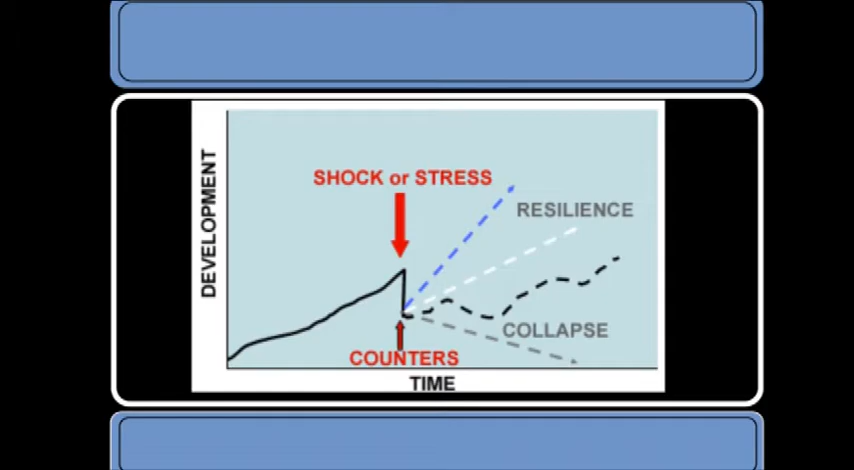 SHOCK or STRESS
RESILIENCE
DEVELOPMENT
COLLAPSE
COUNTERS
TIME